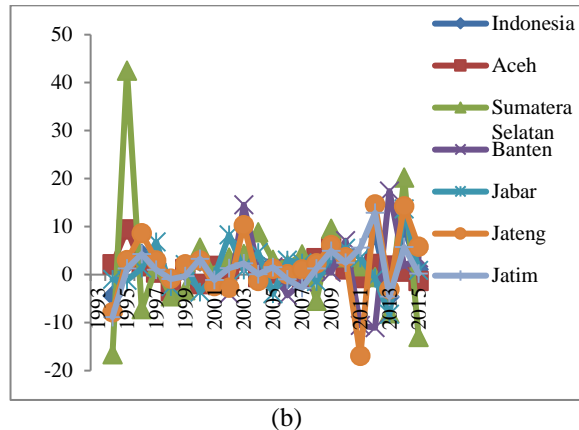 50
40
30
20
10
0
-10
-20
1993
1995
1997
1999
2001
2003
2005
2007
2009
2011
2013
2015
Indonesia
Aceh
Sumatera
Selatan
Banten
Jabar
Jateng
Jatim
(b)